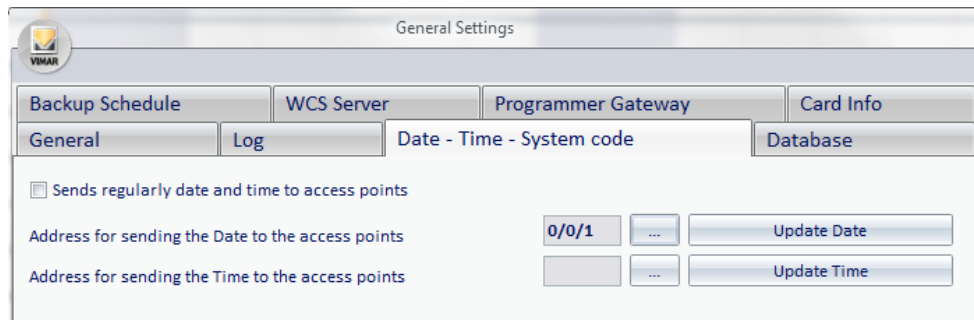 General Settings
VIMAR
Backup Schedule WCS Server Programmer Gateway Card Info
General Log Date - Time - System code Database
Sends regularly date and time to access points
Address for sending the Date to the access points 0/0/1 ... Update Date
Address for sending the Time to the access points ... Update Time